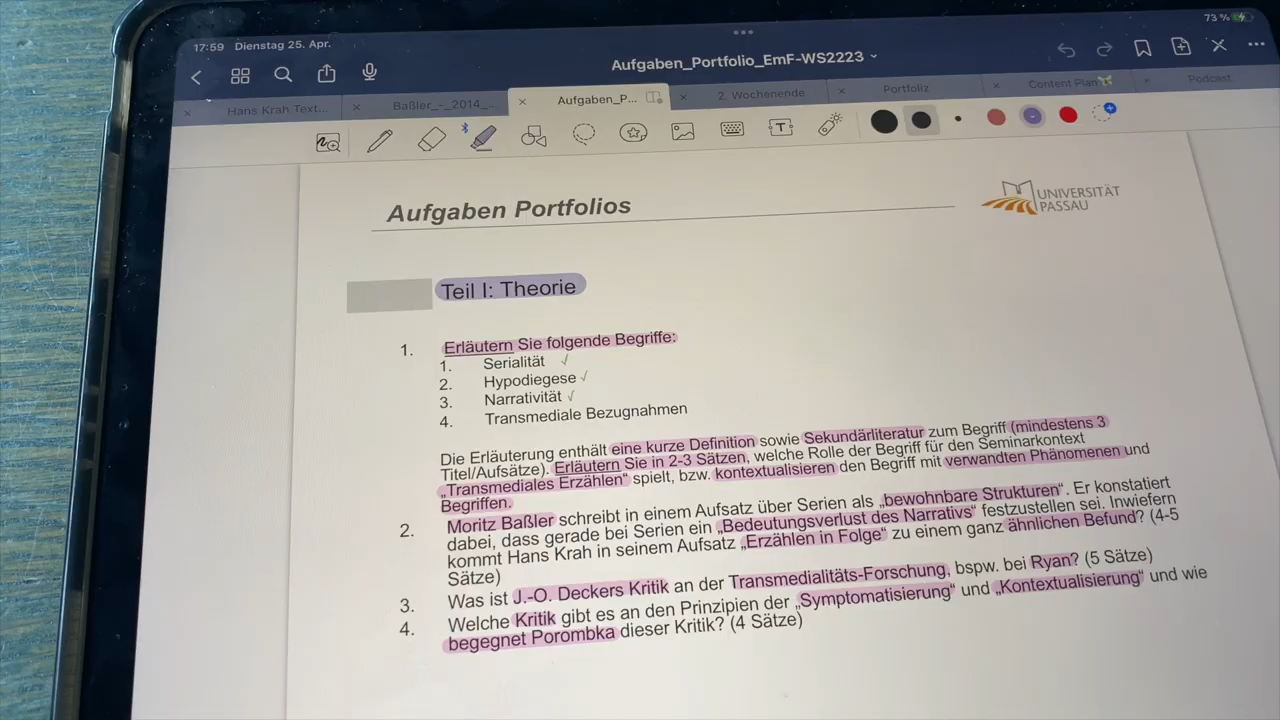 17:59 Dienstag 25. Apr.
73 %
Aufgaben_Portfolio_EmF-WS2223
Hans Krah Text...
Baßler_-_2014_-...
Aufgaben_P...
2. Wochenende
Portfoliz
Content Plan
Podcast
T
Aufgaben Portfolios
UNIVERSITÄT
PASSAU
Teil I: Theorie
1. Erläutern Sie folgende Begriffe:
1. Serialität
2. Hypodiegese
3. Narrativität
4. Transmediale Bezugnahmen
Die Erläuterung enthält eine kurze Definition sowie Sekundärliteratur zum Begriff (mindestens 3
Titel/Aufsätze). Erläutern Sie in 2-3 Sätzen, welche Rolle der Begriff für den Seminarkontext
„Transmediales Erzählen" spielt, bzw. kontextualisieren den Begriff mit verwandten Phänomenen und
Begriffen.
2. Moritz Baßler schreibt in einem Aufsatz über Serien als „bewohnbare Strukturen". Er konstatiert
dabei, dass gerade bei Serien ein „Bedeutungsverlust des Narrativs" festzustellen sei. Inwiefern
kommt Hans Krah in seinem Aufsatz „Erzählen in Folge" zu einem ganz ähnlichen Befund? (4-5
Sätze)
3. Was ist J.-O. Deckers Kritik an der Transmedialitäts-Forschung, bspw. bei Ryan? (5 Sätze)
4. Welche Kritik gibt es an den Prinzipien der „Symptomatisierung" und „Kontextualisierung" und wie
begegnet Porombka dieser Kritik? (4 Sätze)